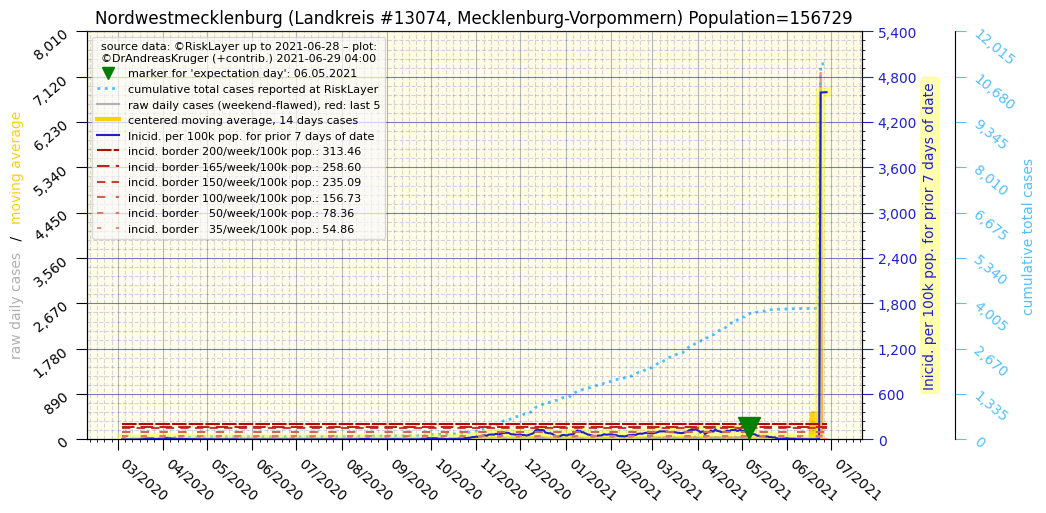 Nordwestmecklenburg (Landkreis #13074, Mecklenburg-Vorpommern) Population=156729
source data: ©RiskLayer up to 2021-06-28 – plot:
©DrAndreasKruger (+contrib.) 2021-06-29 04:00
marker for 'expectation day': 06.05.2021
cumulative total cases reported at RiskLayer
raw daily cases (weekend-flawed), red: last 5
centered moving average, 14 days cases
Inicid. per 100k pop. for prior 7 days of date
incid. border 200/week/100k pop.: 313.46
incid. border 165/week/100k pop.: 258.60
incid. border 150/week/100k pop.: 235.09
incid. border 100/week/100k pop.: 156.73
incid. border 50/week/100k pop.: 78.36
incid. border 35/week/100k pop.: 54.86
raw daily cases / moving average
8,010
7,120
6,230
5,340
4,450
3,560
2,670
1,780
890
0
03/2020
04/2020
05/2020
06/2020
07/2020
08/2020
09/2020
10/2020
11/2020
12/2020
01/2021
02/2021
03/2021
04/2021
05/2021
06/2021
07/2021
5,400
4,800
4,200
3,600
3,000
2,400
1,800
1,200
600
0
Inicid. per 100k pop. for prior 7 days of date
12,015
10,680
9,345
8,010
6,675
5,340
4,005
2,670
1,335
0
cumulative total cases